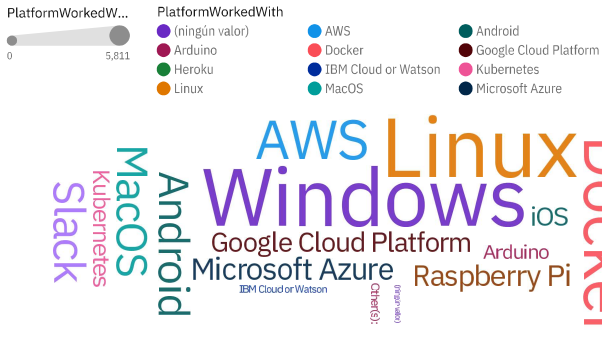 PlatformWorkedW...
0
5,811
PlatformWorkedWith
(ningún valor)
AWS
Android
Arduino
Docker
Google Cloud Platform
Heroku
IBM Cloud or Watson
Kubernetes
Linux
MacOS
Microsoft Azure
AWS
Linux
Docker
Windows
iOS
Slack
Kubernetes
MacOS
Android
Google Cloud Platform
Arduino
Microsoft Azure
Raspberry Pi
IBM Cloud or Watson
Other(s):
(ningún valor)